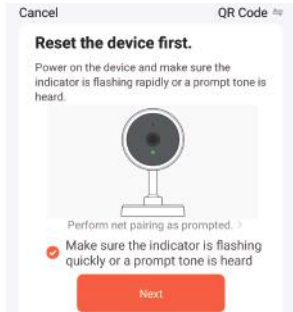 Cancel
QR Code
Reset the device first.
Power on the device and make sure the
indicator is flashing rapidly or a prompt tone is
heard.
Perform net pairing as prompted. >
Make sure the indicator is flashing
quickly or a prompt tone is heard
Next